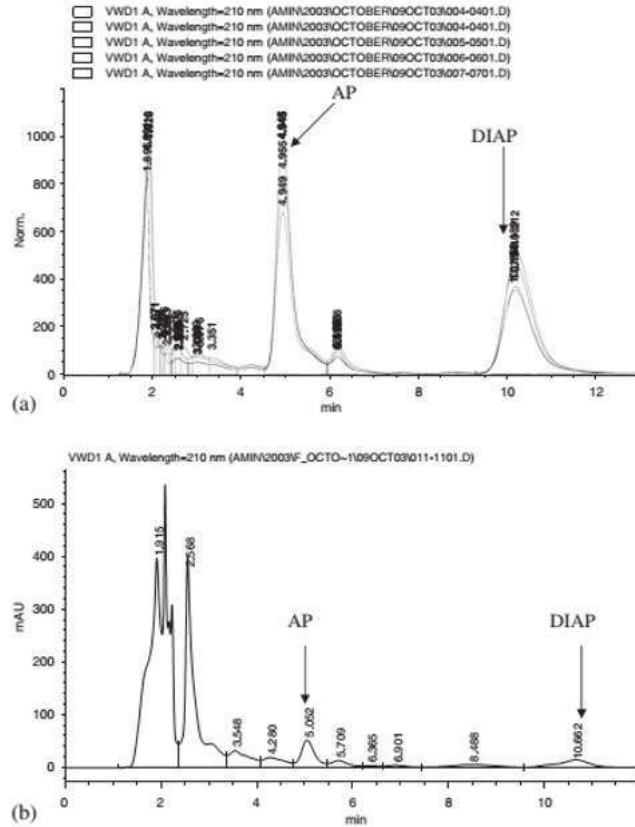 VWD1 A, Wavelength=210 nm (AMIN\2003\OCTOBER\09OCT03\004-0401.D)
VWD1 A, Wavelength=210 nm (AMIN\2003\OCTOBER\09OCT03\004-0401.D)
VWD1 A, Wavelength=210 nm (AMIN\2003\OCTOBER\09OCT03\005-0501.D)
VWD1 A, Wavelength=210 nm (AMIN\2003\OCTOBER\09OCT03\006-0601.D)
VWD1 A, Wavelength=210 nm (AMIN\2003\OCTOBER\09OCT03\007-0701.D)
AP
DIAP
Norm.
1000
800
600
400
200
0
4.945
4.955
4.949
2.725
3.351
0 2 4 6 8 10 12
min
(a)
VWD1 A, Wavelength=210 nm (AMIN\2003\F_OCTO~1\09OCT03\011-1101.D)
mAU
500
400
300
200
100
0
1.915
2.568
3.548
4.280
AP
5.052
5.709
6.365
6.901
8.488
DIAP
10.662
0 2 4 6 8 10
min
(b)